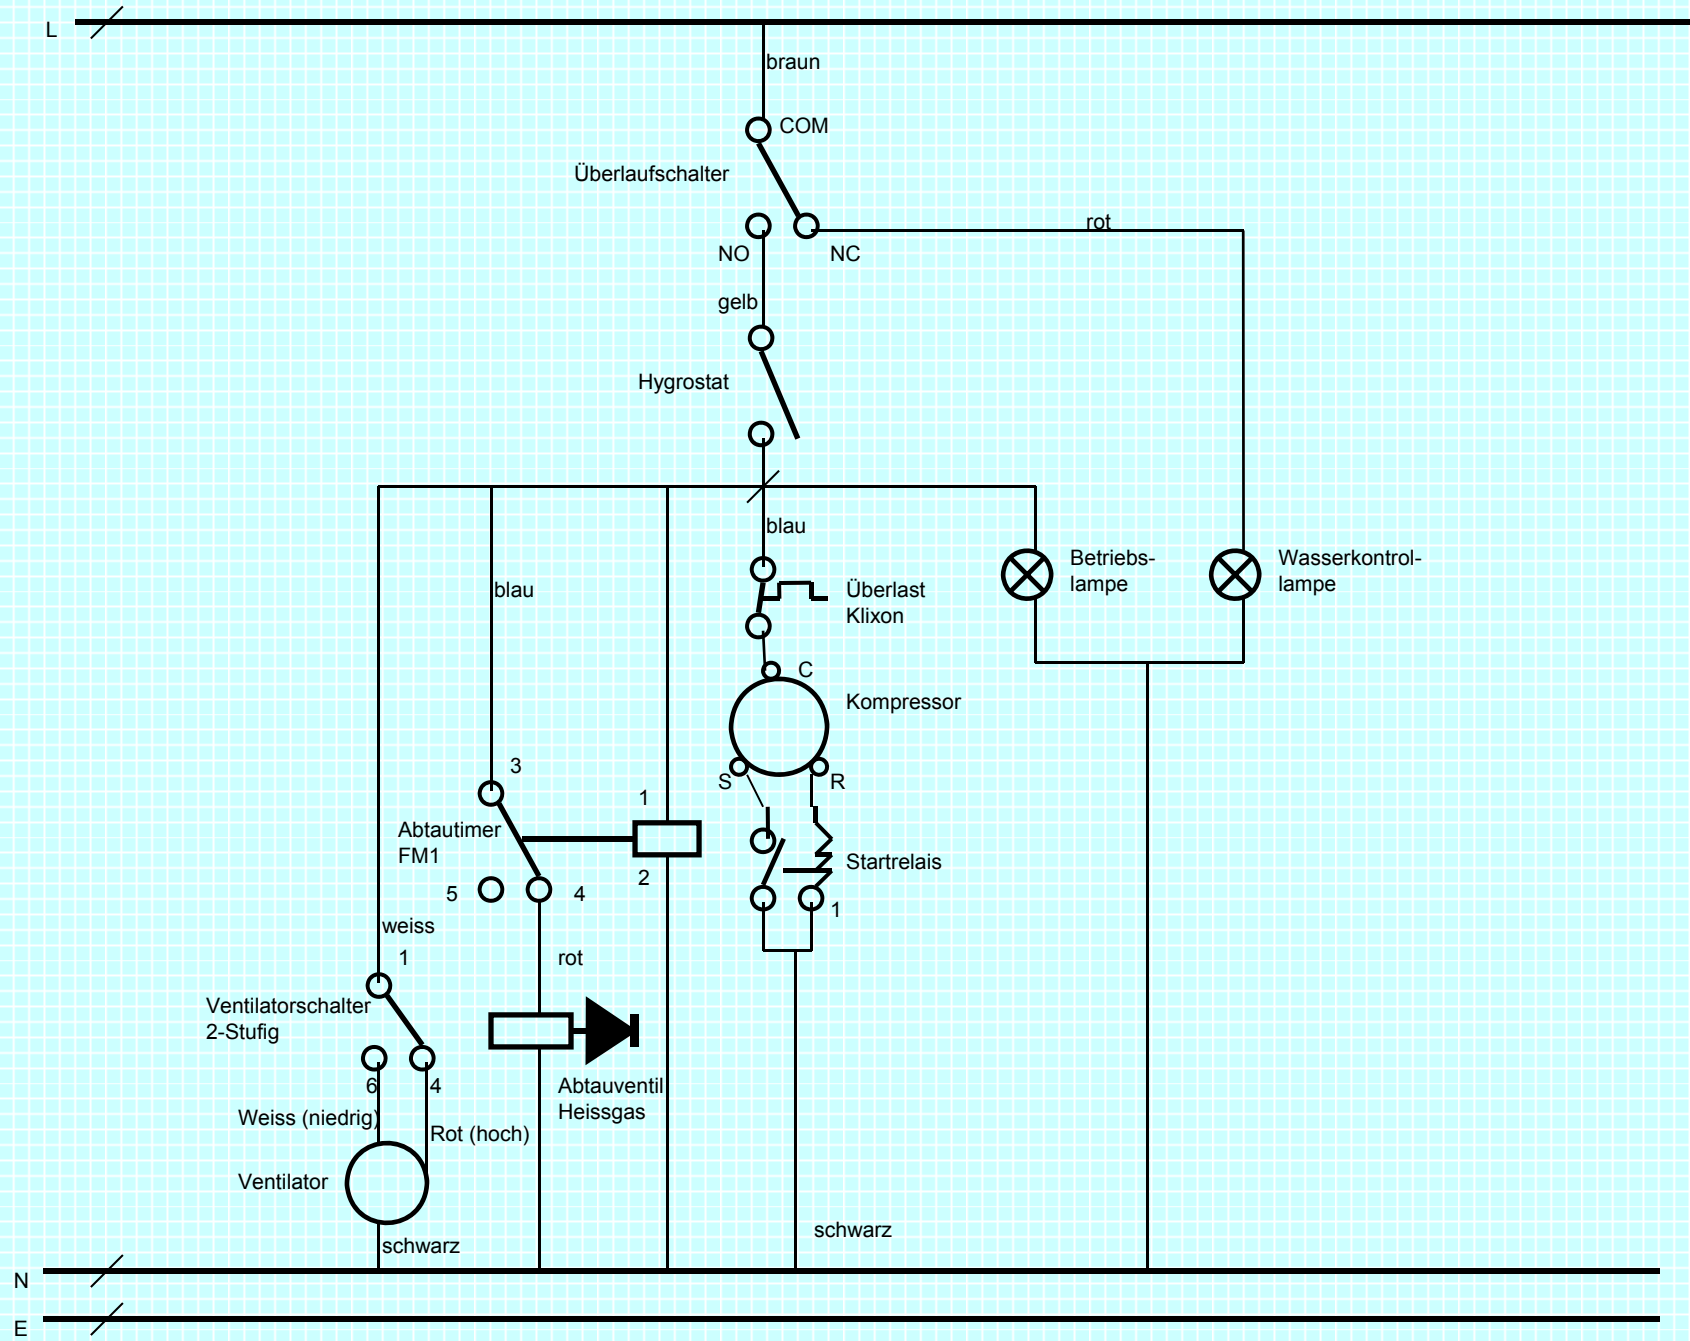 L
braun
COM
Überlaufschalter
rot
NO
NC
gelb
Hygrostat
blau
Betriebs-
lampe
Wasserkontrol-
lampe
blau
Überlast
Klixon
C
Kompressor
3
S
R
1
Abtautimer
FM1
Startrelais
2
5
4
1
weiss
1
rot
Ventilatorschalter
2-Stufig
6
4
Abtauventil
Heissgas
Weiss (niedrig)
Rot (hoch)
Ventilator
schwarz
schwarz
N
E